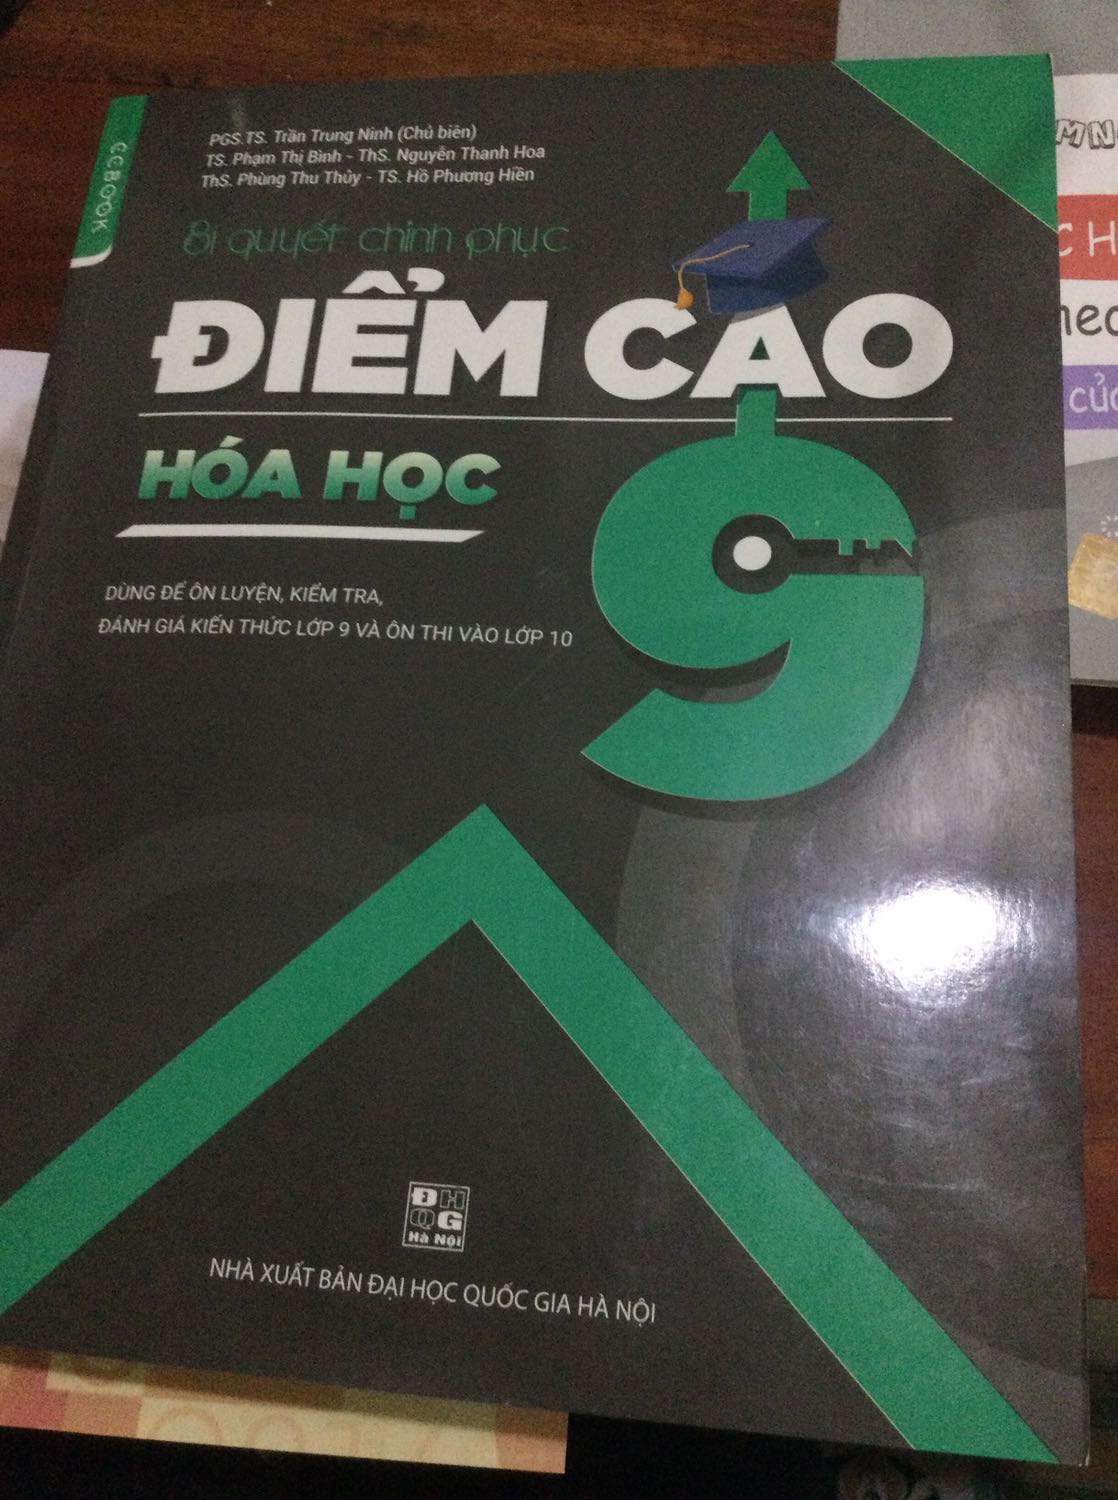 CCBOOK
PGS.TS. Trần Trung Ninh (Chủ biên)
TS. Phạm Thị Bình - ThS. Nguyễn Thanh Hoa
ThS. Phùng Thu Thủy - TS. Hồ Phương Hiền
Bí quyết chinh phục
ĐIỂM CAO
HÓA HỌC
9
DÙNG ĐỂ ÔN LUYỆN, KIỂM TRA,
ĐÁNH GIÁ KIẾN THỨC LỚP 9 VÀ ÔN THI VÀO LỚP 10
ĐHQG
Hà Nội
NHÀ XUẤT BẢN ĐẠI HỌC QUỐC GIA HÀ NỘI